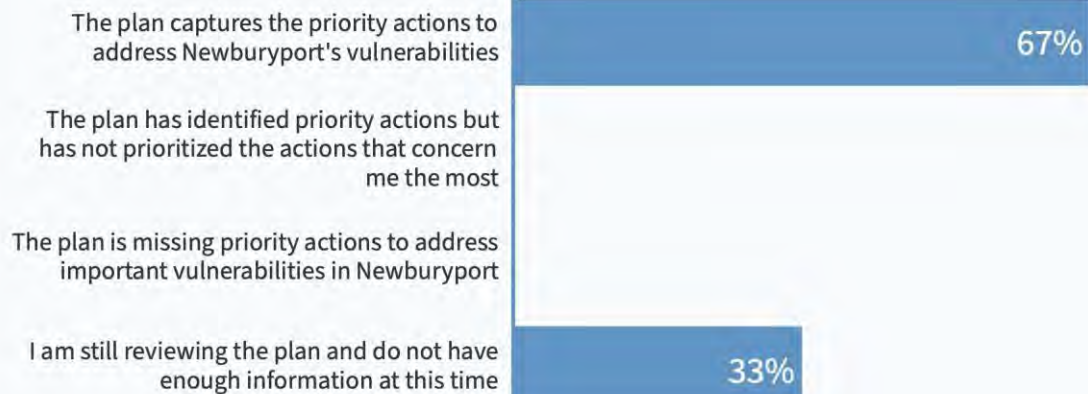 The plan captures the priority actions to
address Newburyport's vulnerabilities
67%
The plan has identified priority actions but
has not prioritized the actions that concern
me the most
The plan is missing priority actions to address
important vulnerabilities in Newburyport
I am still reviewing the plan and do not have
enough information at this time
33%